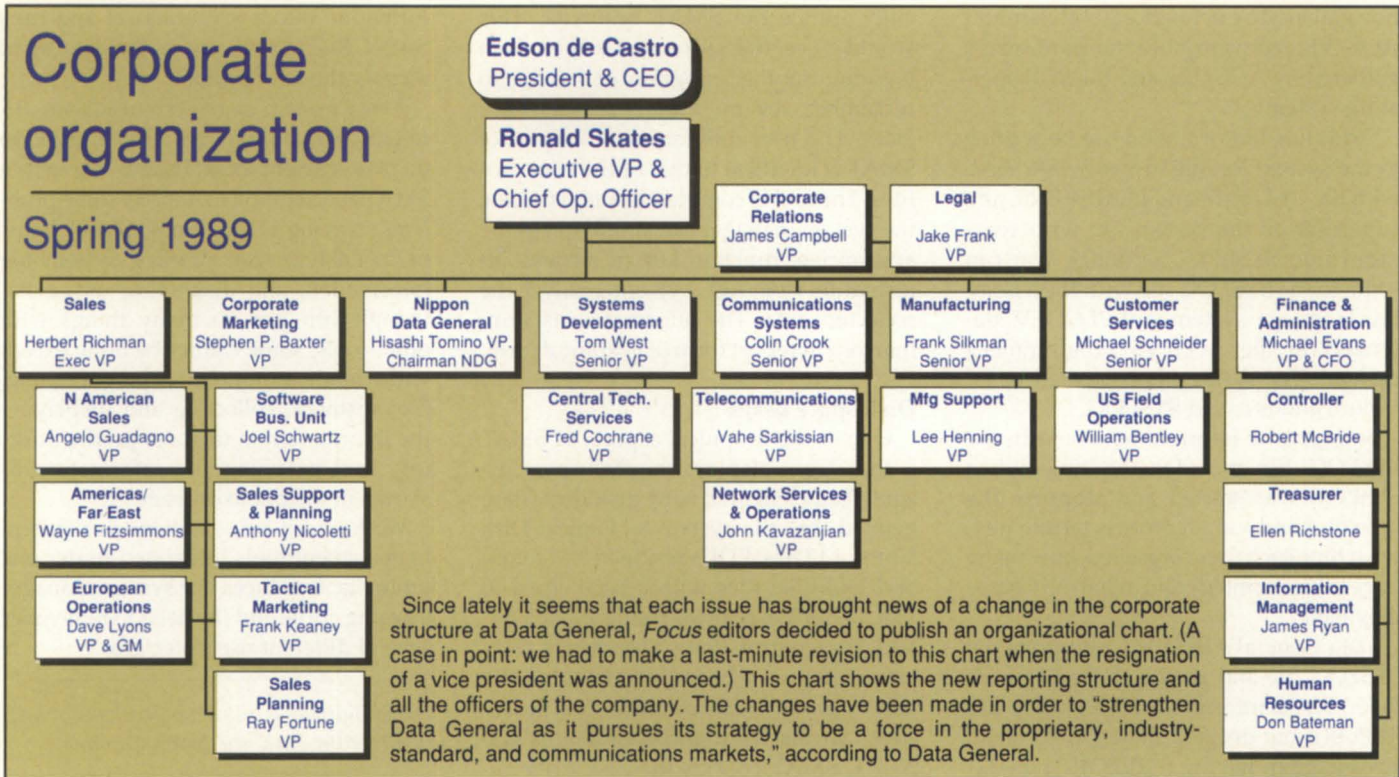 Corporate
organization
Spring 1989
Edson de Castro
President & CEO
Ronald Skates
Executive VP &
Chief Op. Officer
Corporate
Relations
James Campbell
VP
Legal
Jake Frank
VP
Sales
Herbert Richman
Exec VP
Corporate
Marketing
Stephen P. Baxter
VP
Nippon
Data General
Hisashi Tomino VP.
Chairman NDG
Systems
Development
Tom West
Senior VP
Communications
Systems
Colin Crook
Senior VP
Manufacturing
Frank Silkman
Senior VP
Customer
Services
Michael Schneider
Senior VP
Finance &
Administration
Michael Evans
VP & CFO
N American
Sales
Angelo Guadagno
VP
Software
Bus. Unit
Joel Schwartz
VP
Central Tech.
Services
Fred Cochrane
VP
Telecommunications
Vahe Sarkissian
VP
Mfg Support
Lee Henning
VP
US Field
Operations
William Bentley
VP
Controller
Robert McBride
Americas/
Far East
Wayne Fitzsimmons
VP
Sales Support
& Planning
Anthony Nicoletti
VP
Network Services
& Operations
John Kavazanjian
VP
Treasurer
Ellen Richstone
European
Operations
Dave Lyons
VP & GM
Tactical
Marketing
Frank Keaney
VP
Information
Management
James Ryan
VP
Sales
Planning
Ray Fortune
VP
Human
Resources
Don Bateman
VP
Since lately it seems that each issue has brought news of a change in the corporate
structure at Data General, Focus editors decided to publish an organizational chart. (A
case in point: we had to make a last-minute revision to this chart when the resignation
of a vice president was announced.) This chart shows the new reporting structure and
all the officers of the company. The changes have been made in order to “strengthen
Data General as it pursues its strategy to be a force in the proprietary, industry-
standard, and communications markets,” according to Data General.